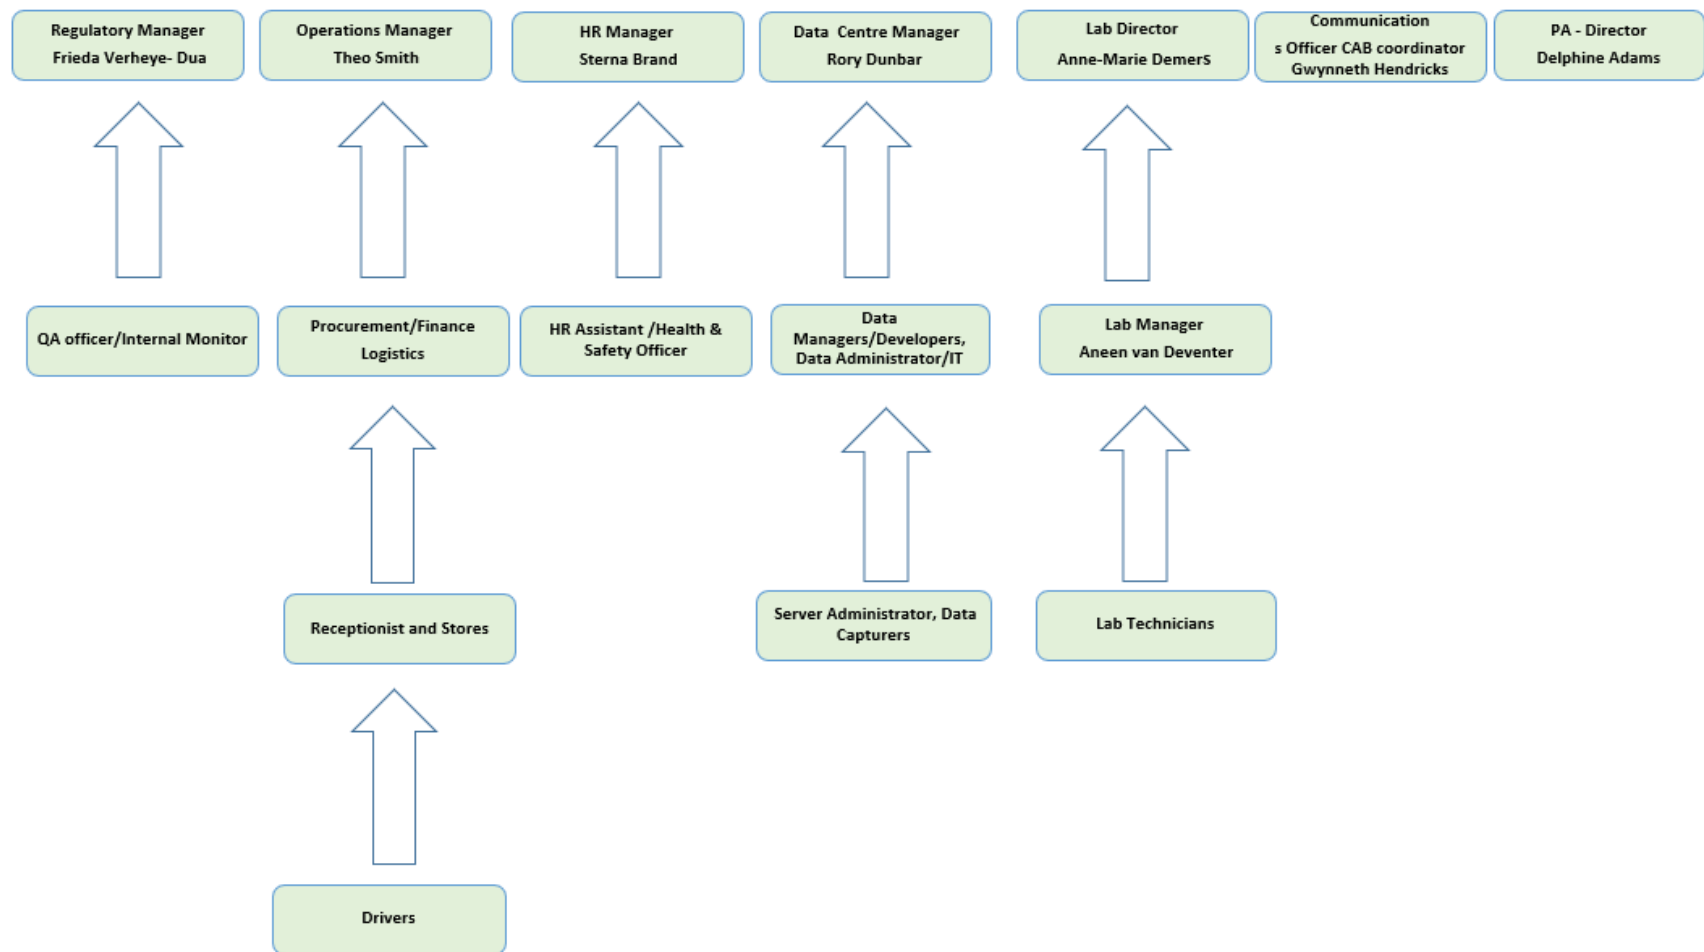 Regulatory Manager
Frieda Verheye- Dua
Operations Manager
Theo Smith
HR Manager
Sterna Brand
Data  Centre Manager
Rory Dunbar
Lab Director
Anne-Marie Demers
Communication
s Officer CAB coordinator
Gwynneth Hendricks
PA - Director
Delphine Adams
QA officer/Internal Monitor
Procurement/Finance
Logistics
HR Assistant /Health &
Safety Officer
Data
Managers/Developers,
Data Administrator/IT
Lab Manager
Aneen van Deventer
Receptionist and Stores
Server Administrator, Data
Capturers
Lab Technicians
Drivers